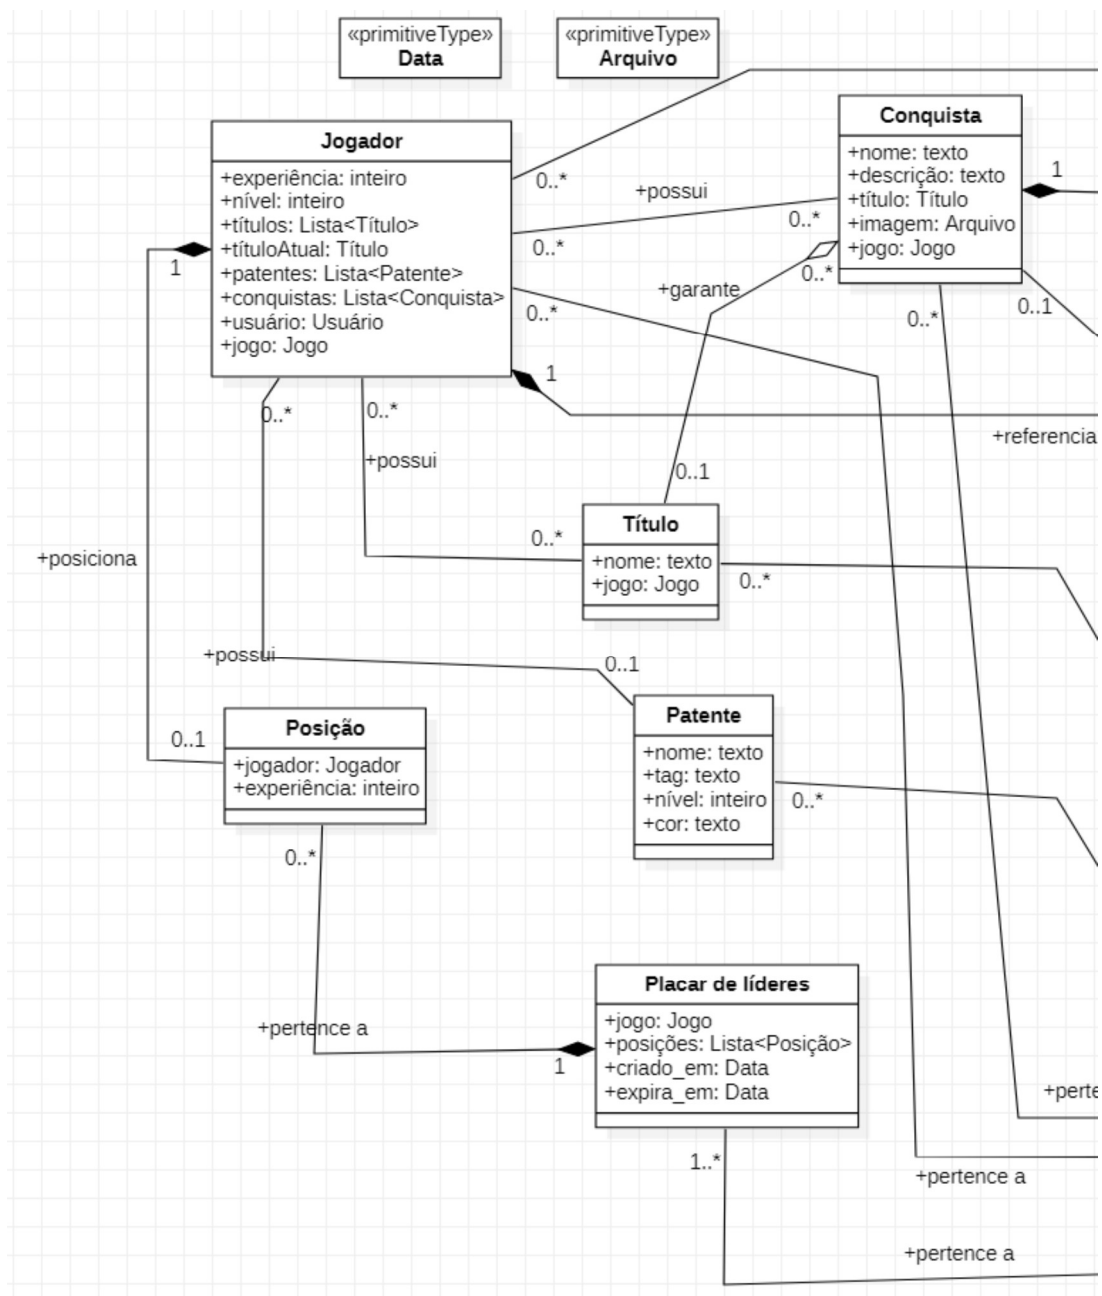 «primitiveType»
Data
«primitiveType»
Arquivo
Jogador
+experiência: inteiro
+nível: inteiro
+títulos: Lista<Título>
+títuloAtual: Título
+patentes: Lista<Patente>
+conquistas: Lista<Conquista>
+usuário: Usuário
+jogo: Jogo
Conquista
+nome: texto
+descrição: texto
+título: Título
+imagem: Arquivo
+jogo: Jogo
1
0..*
+possui
0..*
0..*
1
0..*
+garante
0..*
0..1
0..*
1
0..*
0..*
+referencia
+possui
0..1
Título
+nome: texto
+jogo: Jogo
0..*
0..*
+posiciona
+possui
0..1
0..1
Posição
+jogador: Jogador
+experiência: inteiro
Patente
+nome: texto
+tag: texto
+nível: inteiro
+cor: texto
0..*
0..*
Placar de líderes
+jogo: Jogo
+posições: Lista<Posição>
+criado_em: Data
+expira_em: Data
+pertence a
1
+perte
1..*
+pertence a
+pertence a